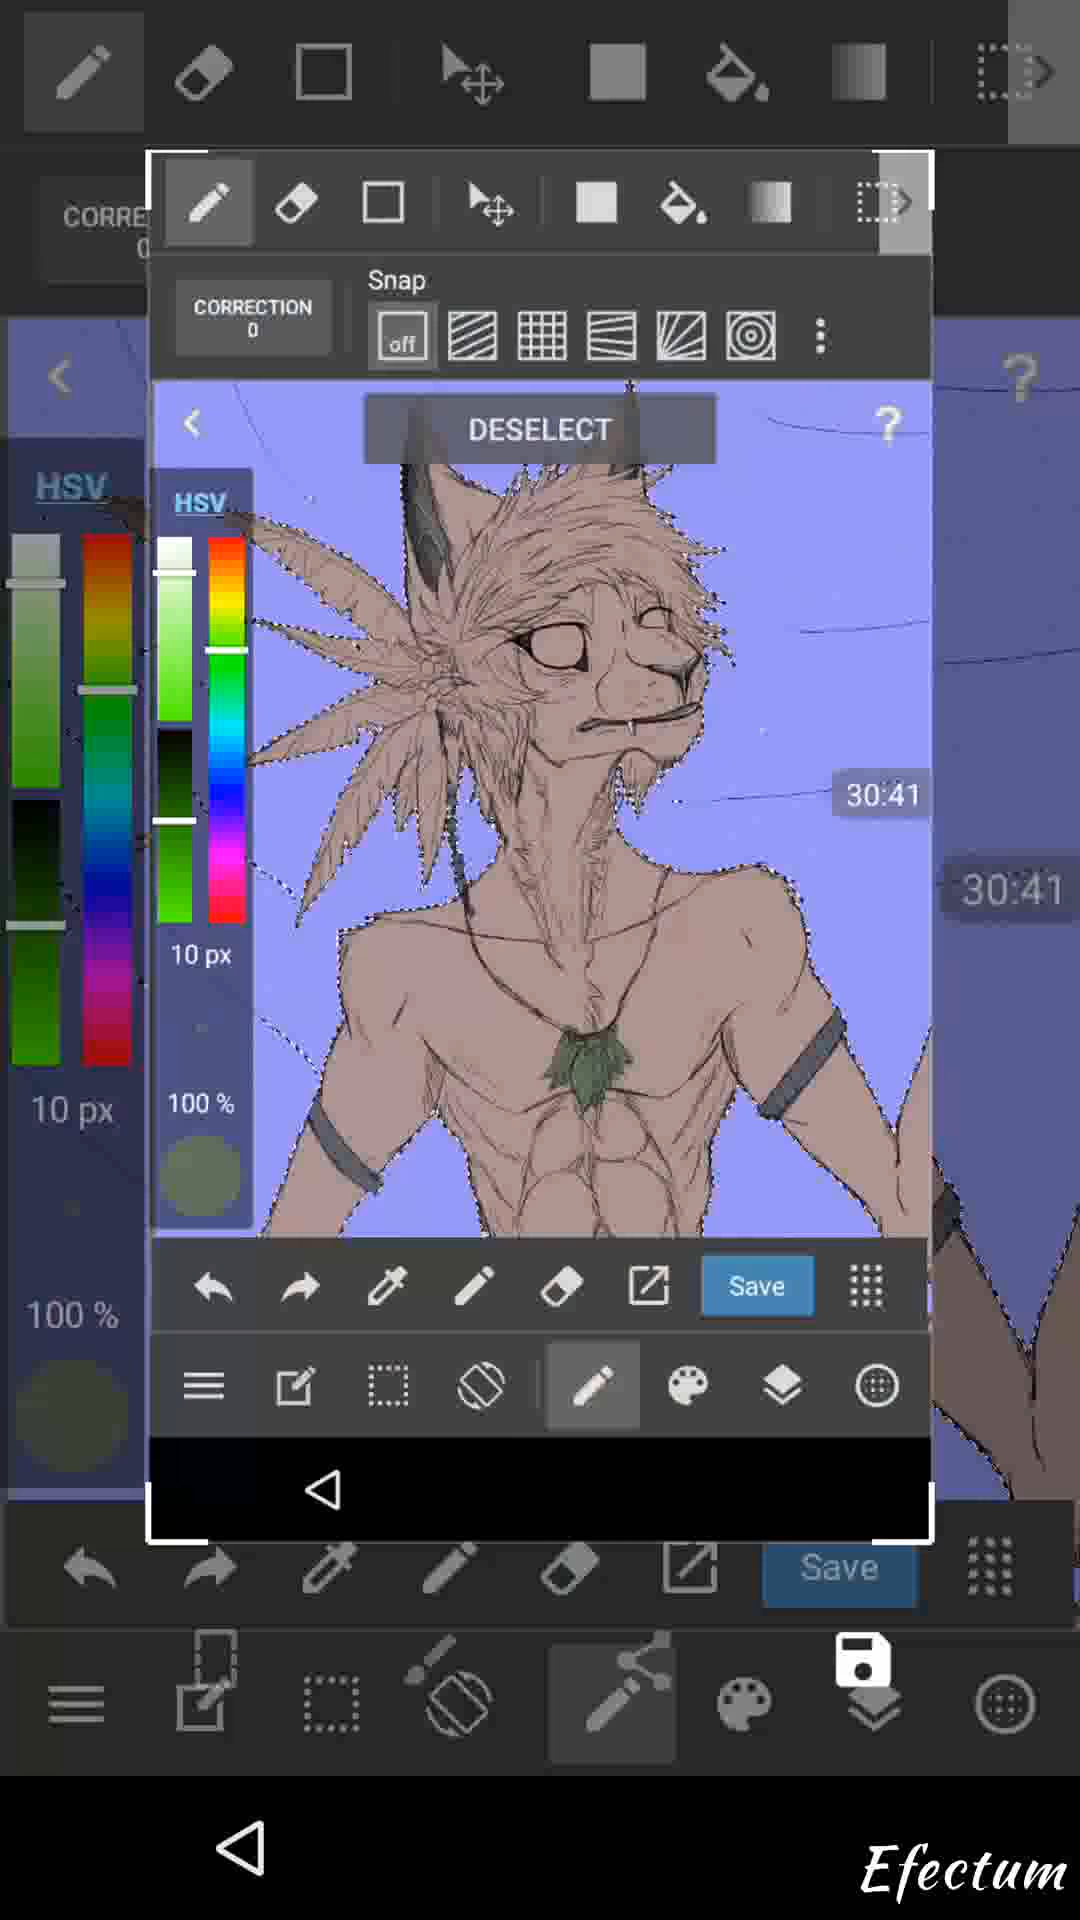 CORRE
0
CORRECTION
0
Snap
off
DESELECT
?
?
HSV
HSV
30:41
30:41
10 px
10 px
100 %
100 %
Save
Save
Efectum